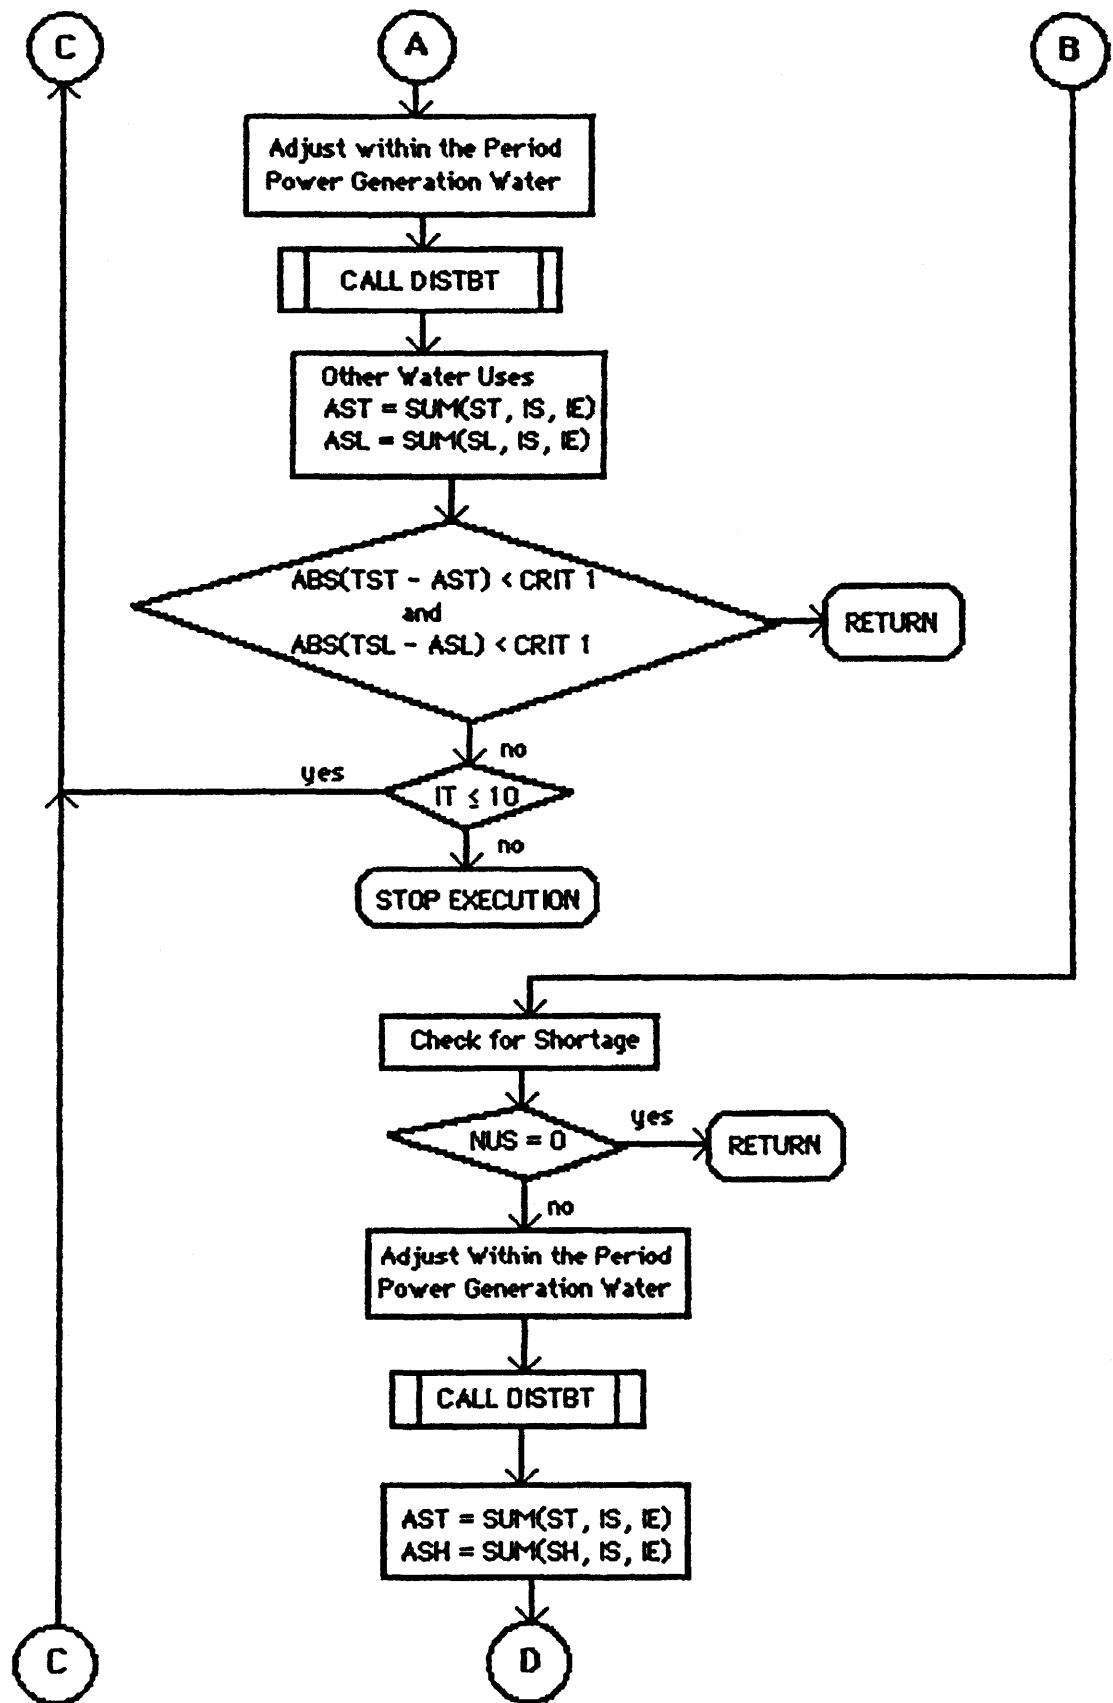 C
A
B
Adjust within the Period
Power Generation Water
CALL DISTBT
Other Water Uses
AST = SUM(ST, IS, IE)
ASL = SUM(SL, IS, IE)
ABS(TST - AST) < CRIT 1
and
ABS(TSL - ASL) < CRIT 1
RETURN
no
yes
IT ≤ 10
no
STOP EXECUTION
Check for Shortage
NUS = 0
yes
RETURN
no
Adjust Within the Period
Power Generation Water
CALL DISTBT
AST = SUM(ST, IS, IE)
ASH = SUM(SH, IS, IE)
C
D